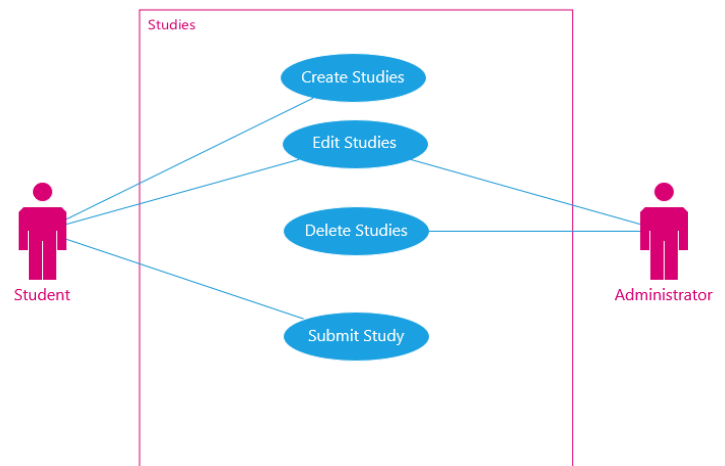 Studies
Create Studies
Edit Studies
Delete Studies
Student
Administrator
Submit Study